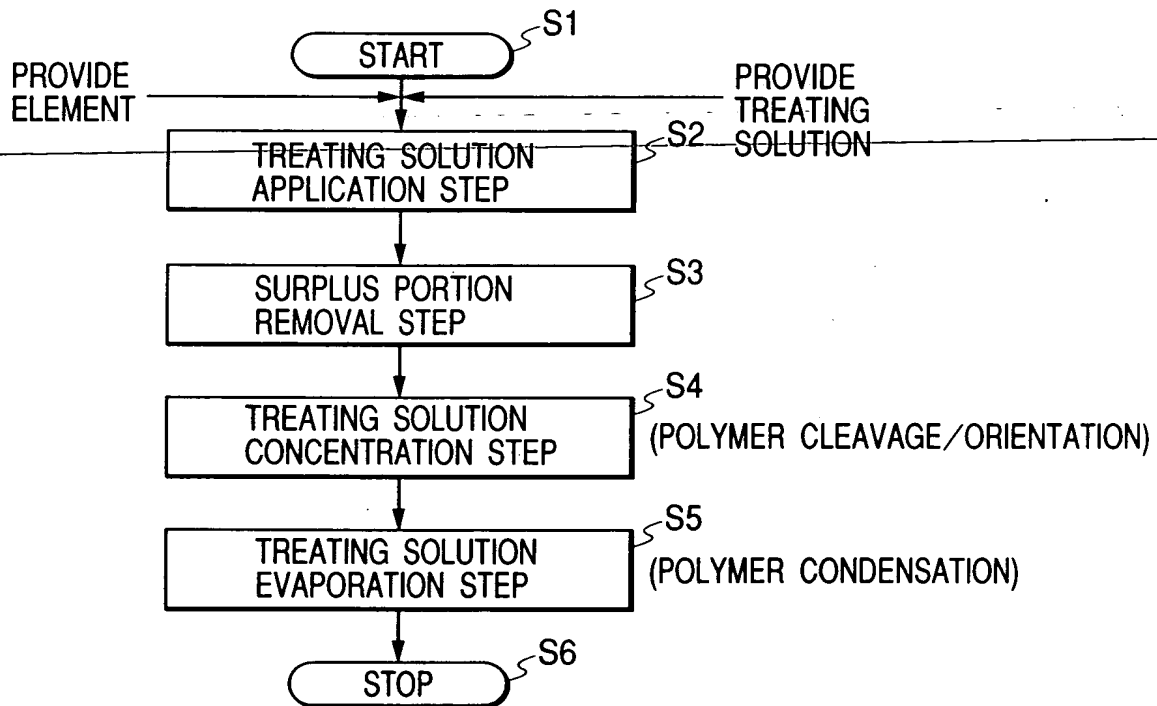 S1
START
PROVIDE
ELEMENT
PROVIDE
TREATING
SOLUTION
S2
TREATING SOLUTION
APPLICATION STEP
S3
SURPLUS PORTION
REMOVAL STEP
S4
TREATING SOLUTION
CONCENTRATION STEP
(POLYMER CLEAVAGE/ORIENTATION)
S5
TREATING SOLUTION
EVAPORATION STEP
(POLYMER CONDENSATION)
S6
STOP